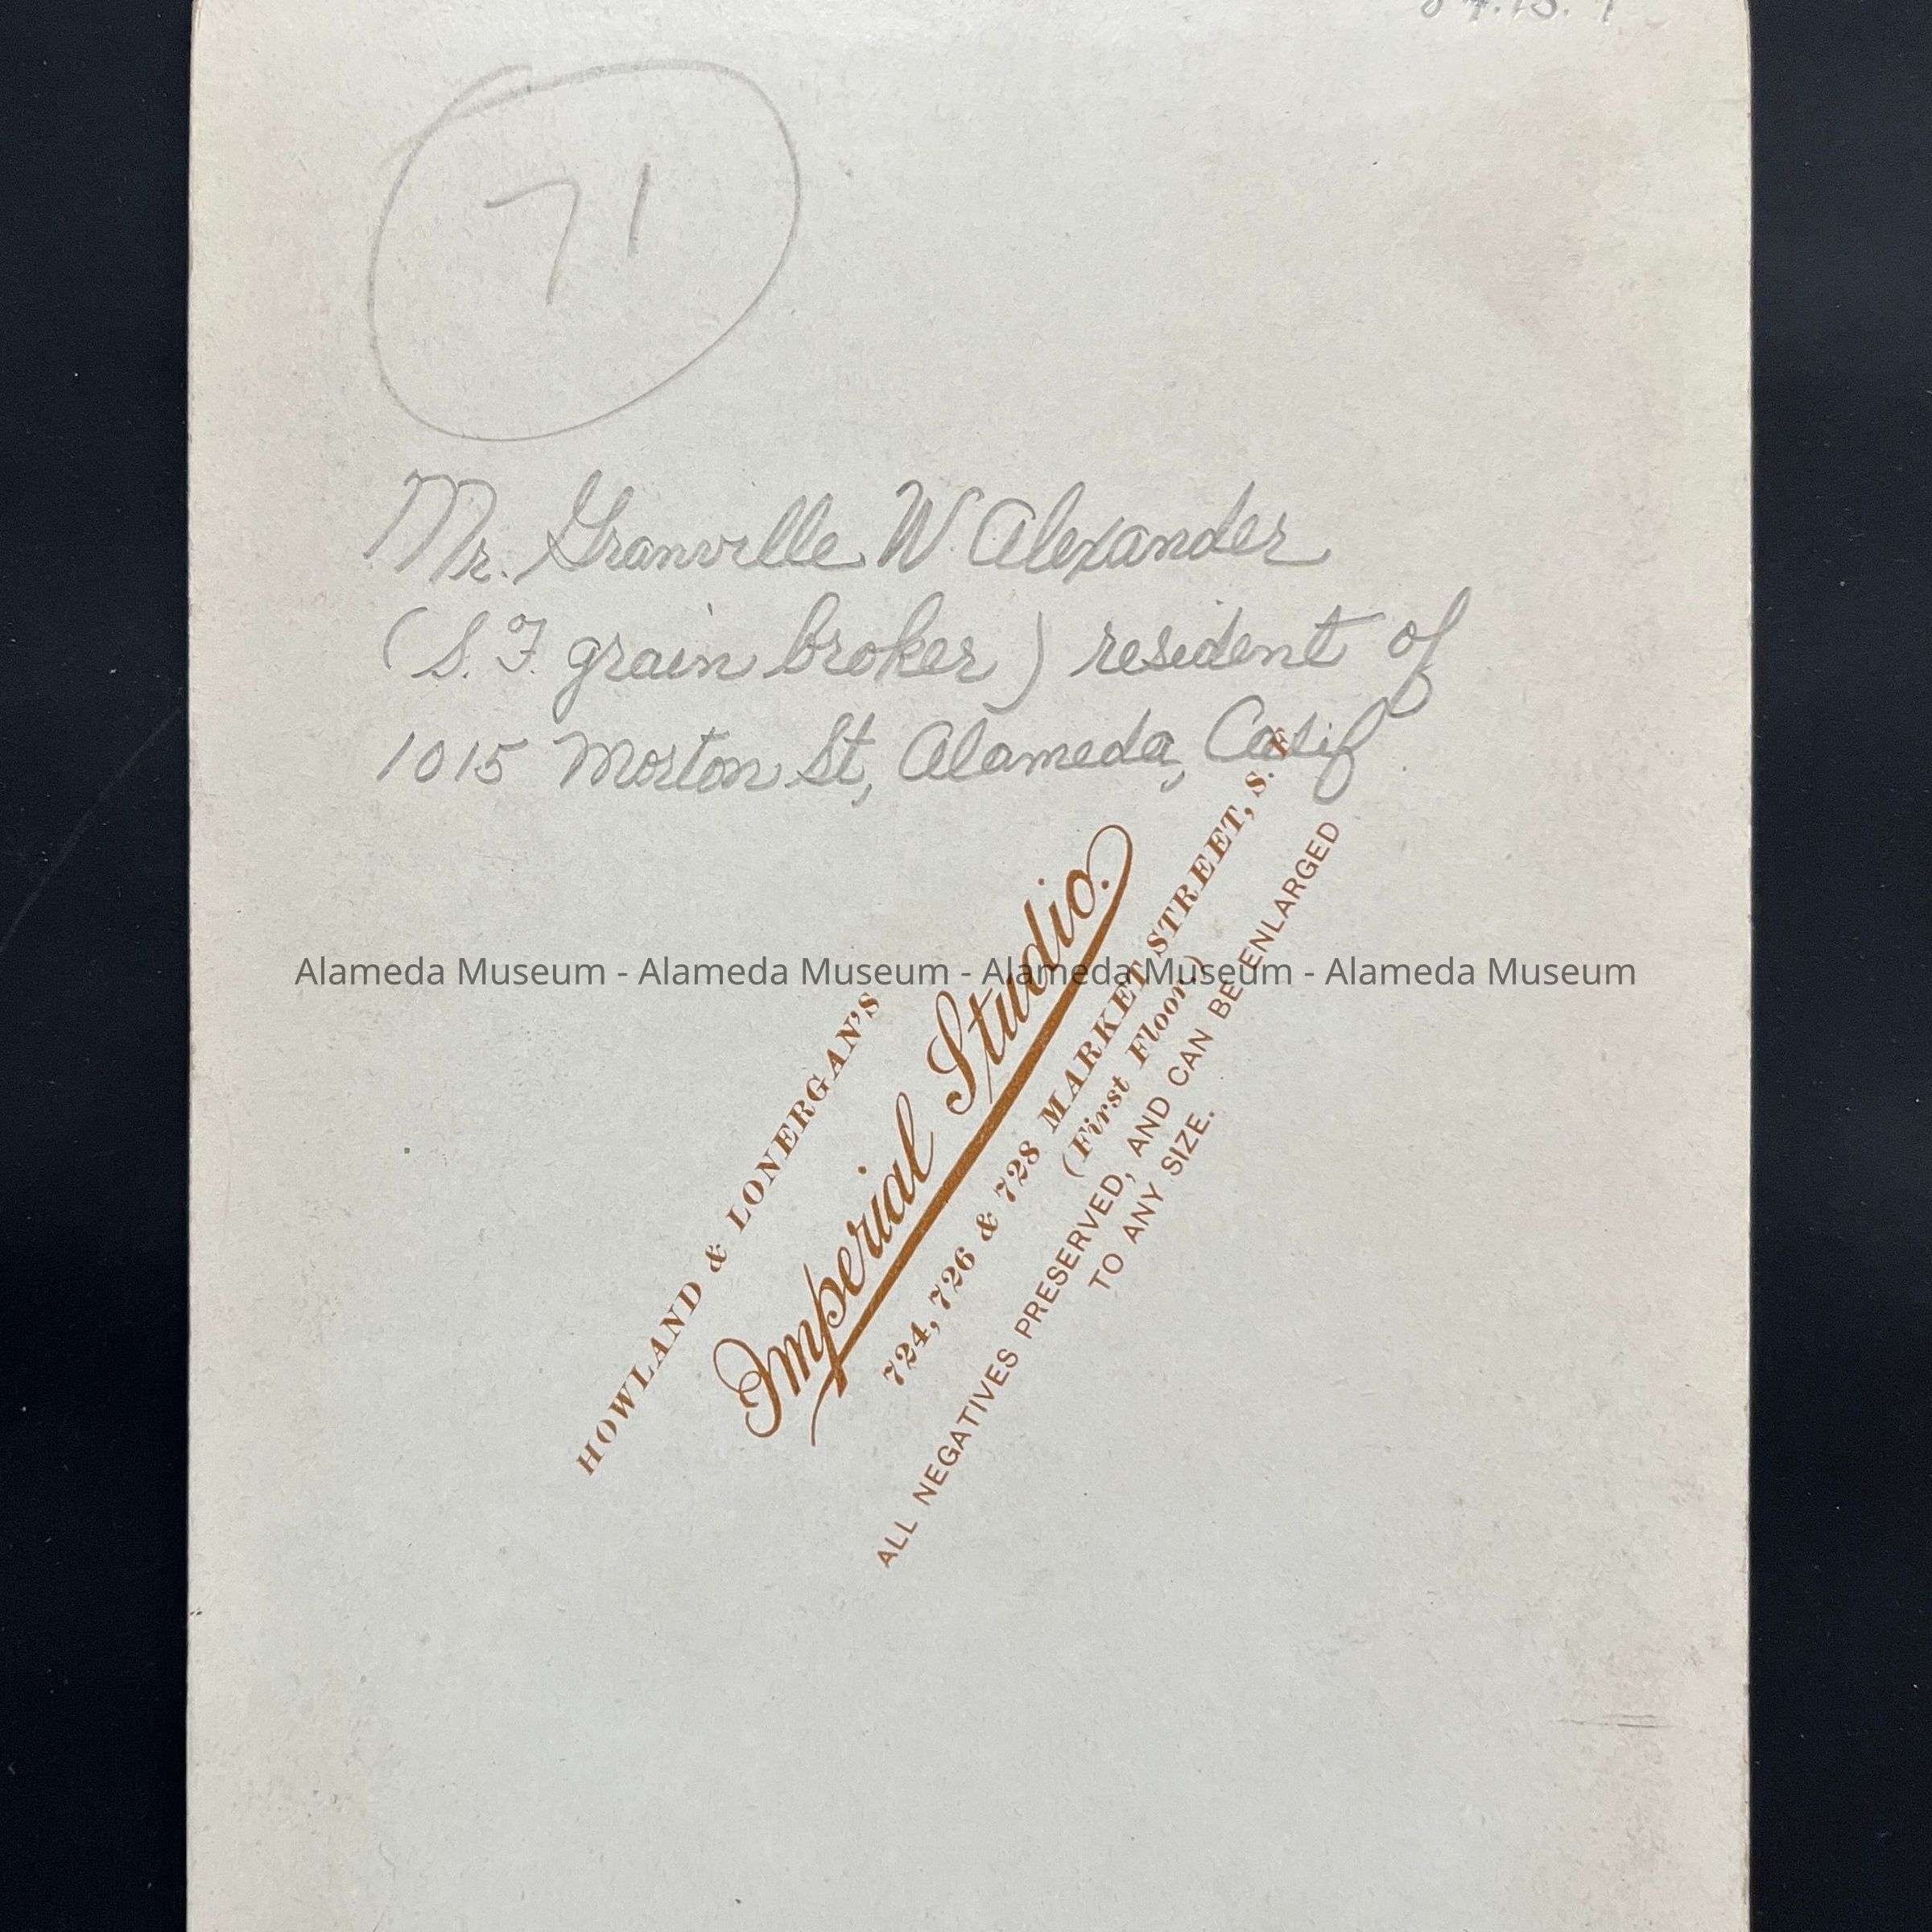 71
Mr. Granville W. Alexander
(S.F. grain broker) resident of
1015 Morton St, Alameda, Calif.
Alameda Museum - Alameda Museum - Alameda Museum - Alameda Museum
HOWLAND & LONERGAN'S
Imperial Studio.
724, 726 & 728 MARKET STREET, S. F.
(First Floor)
ALL NEGATIVES PRESERVED, AND CAN BE ENLARGED
TO ANY SIZE.